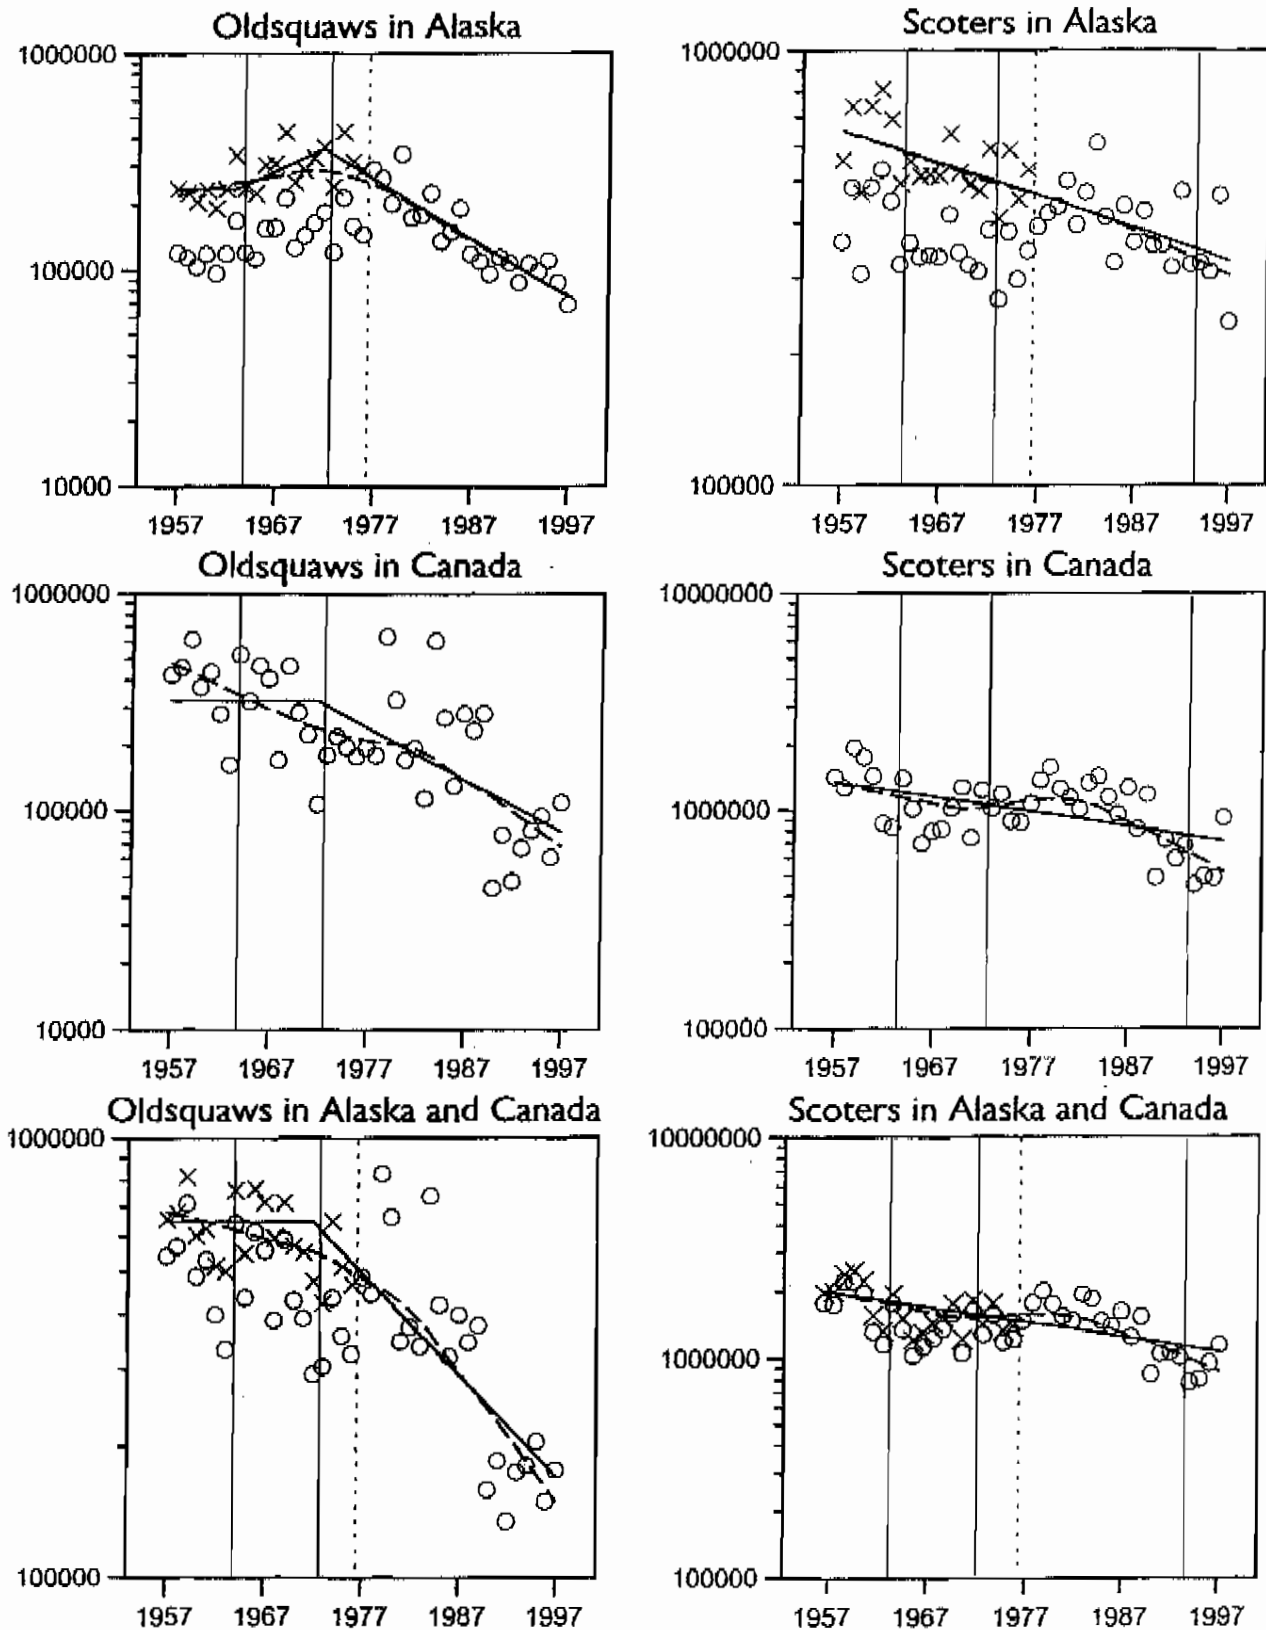 Oldsquaws in Alaska
1000000
100000
10000
1957 1967 1977 1987 1997
Scoters in Alaska
1000000
100000
1957 1967 1977 1987 1997
Oldsquaws in Canada
1000000
100000
10000
1957 1967 1977 1987 1997
Scoters in Canada
10000000
1000000
100000
1957 1967 1977 1987 1997
Oldsquaws in Alaska and Canada
1000000
100000
1957 1967 1977 1987 1997
Scoters in Alaska and Canada
10000000
1000000
100000
1957 1967 1977 1987 1997